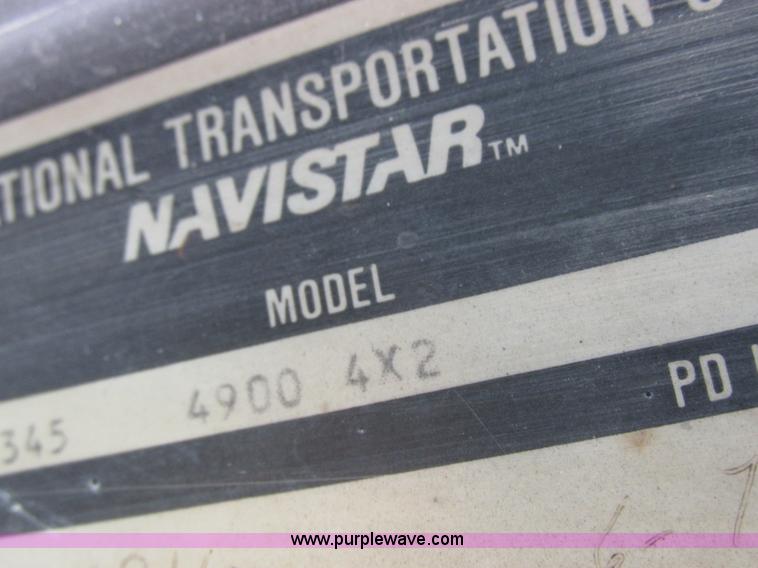 TIONAL TRANSPORTATION
NAVISTAR™
MODEL
345 4900 4X2
PD
www.purplewave.com